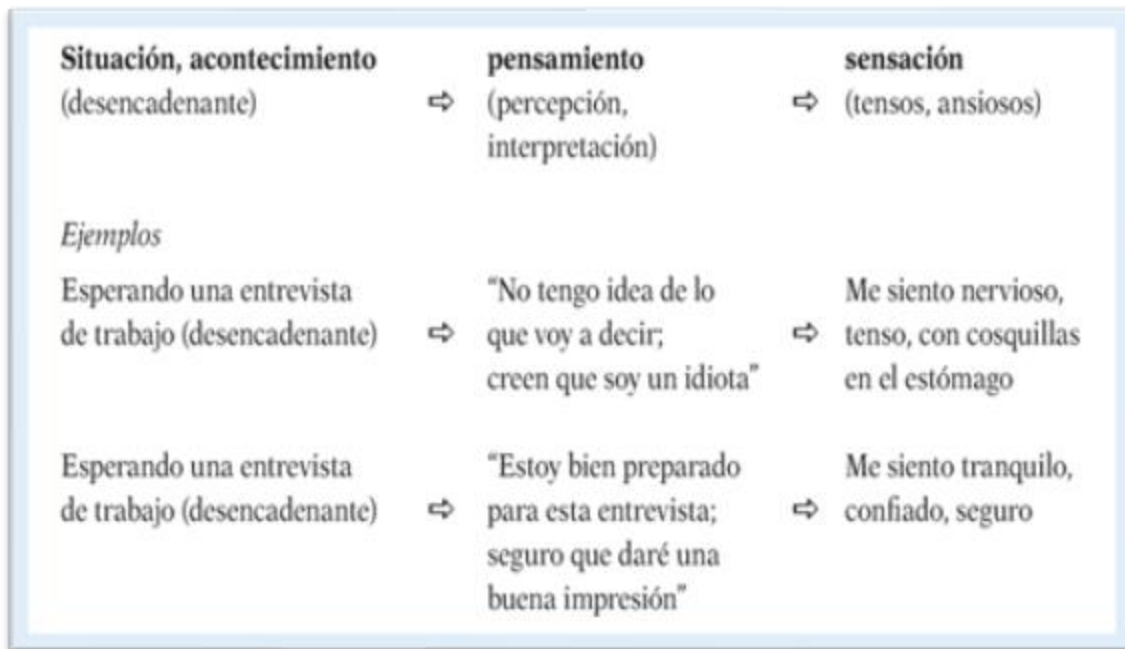 Situación, acontecimiento pensamiento sensación
(desencadenante) ⇨ (percepción, ⇨ (tensos, ansiosos)
interpretación)
Ejemplos
Esperando una entrevista “No tengo idea de lo Me siento nervioso,
de trabajo (desencadenante) ⇨ que voy a decir; ⇨ tenso, con cosquillas
creen que soy un idiota” en el estómago
Esperando una entrevista “Estoy bien preparado Me siento tranquilo,
de trabajo (desencadenante) ⇨ para esta entrevista; ⇨ confiado, seguro
seguro que daré una
buena impresión”